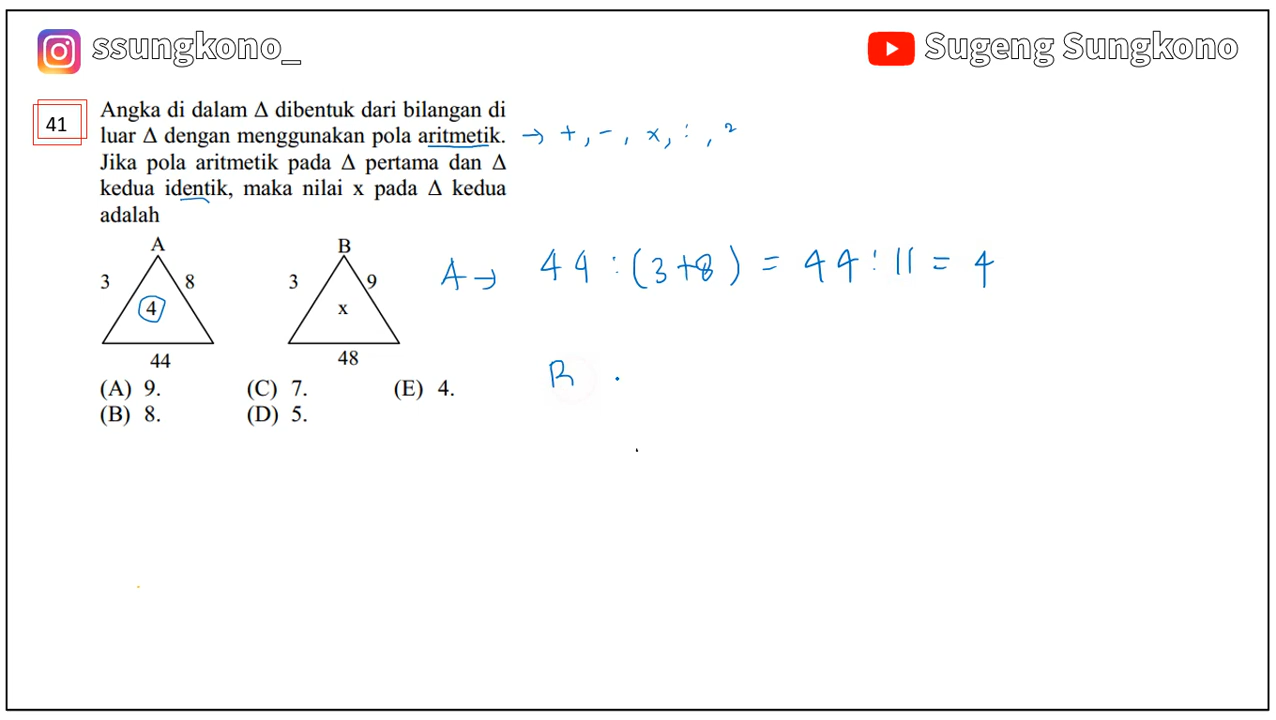 ssungkono_
Sugeng Sungkono
41
Angka di dalam Δ dibentuk dari bilangan di
luar Δ dengan menggunakan pola aritmetik.
Jika pola aritmetik pada Δ pertama dan Δ
kedua identik, maka nilai x pada Δ kedua
adalah
→ +, -, x, :, ²
A
3 8
4
44
B
3 9
x
48
A → 44 : (3+8) = 44 : 11 = 4
(A) 9. (C) 7. (E) 4.
(B) 8. (D) 5.
B